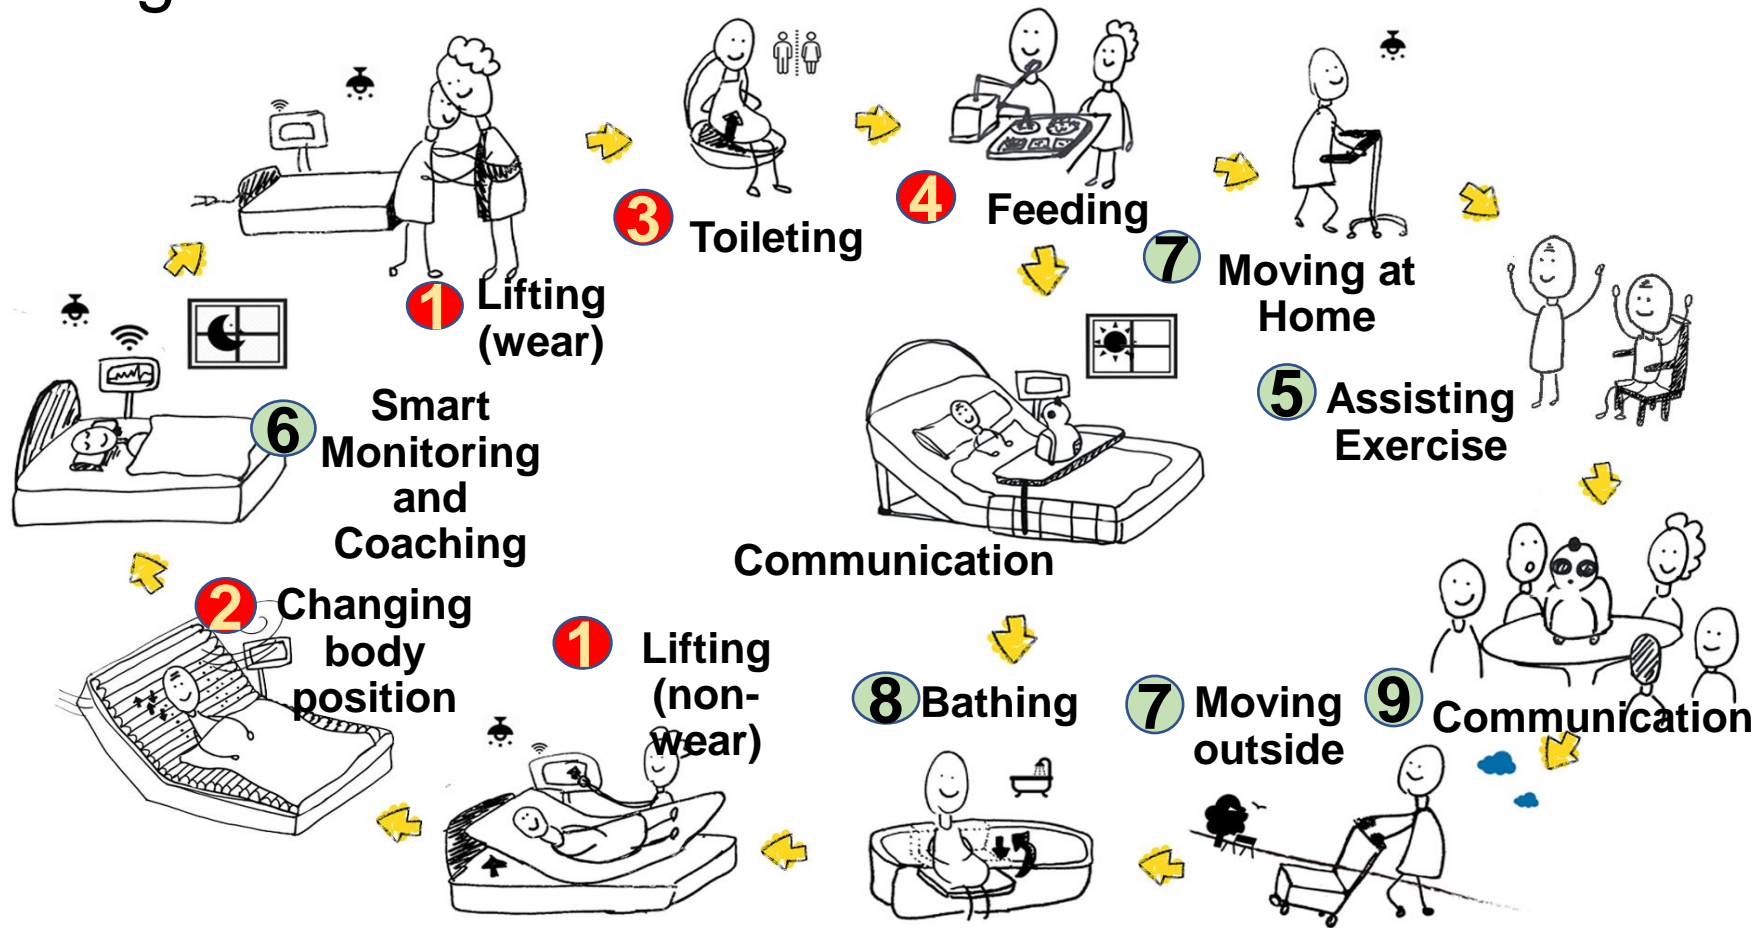 g
1
Lifting
(wear)
3
Toileting
4
Feeding
7
Moving at
Home
5
Assisting
Exercise
6
Smart
Monitoring
and
Coaching
Communication
2
Changing
body
position
1
Lifting
(non-
wear)
8
Bathing
7
Moving
outside
9
Communication